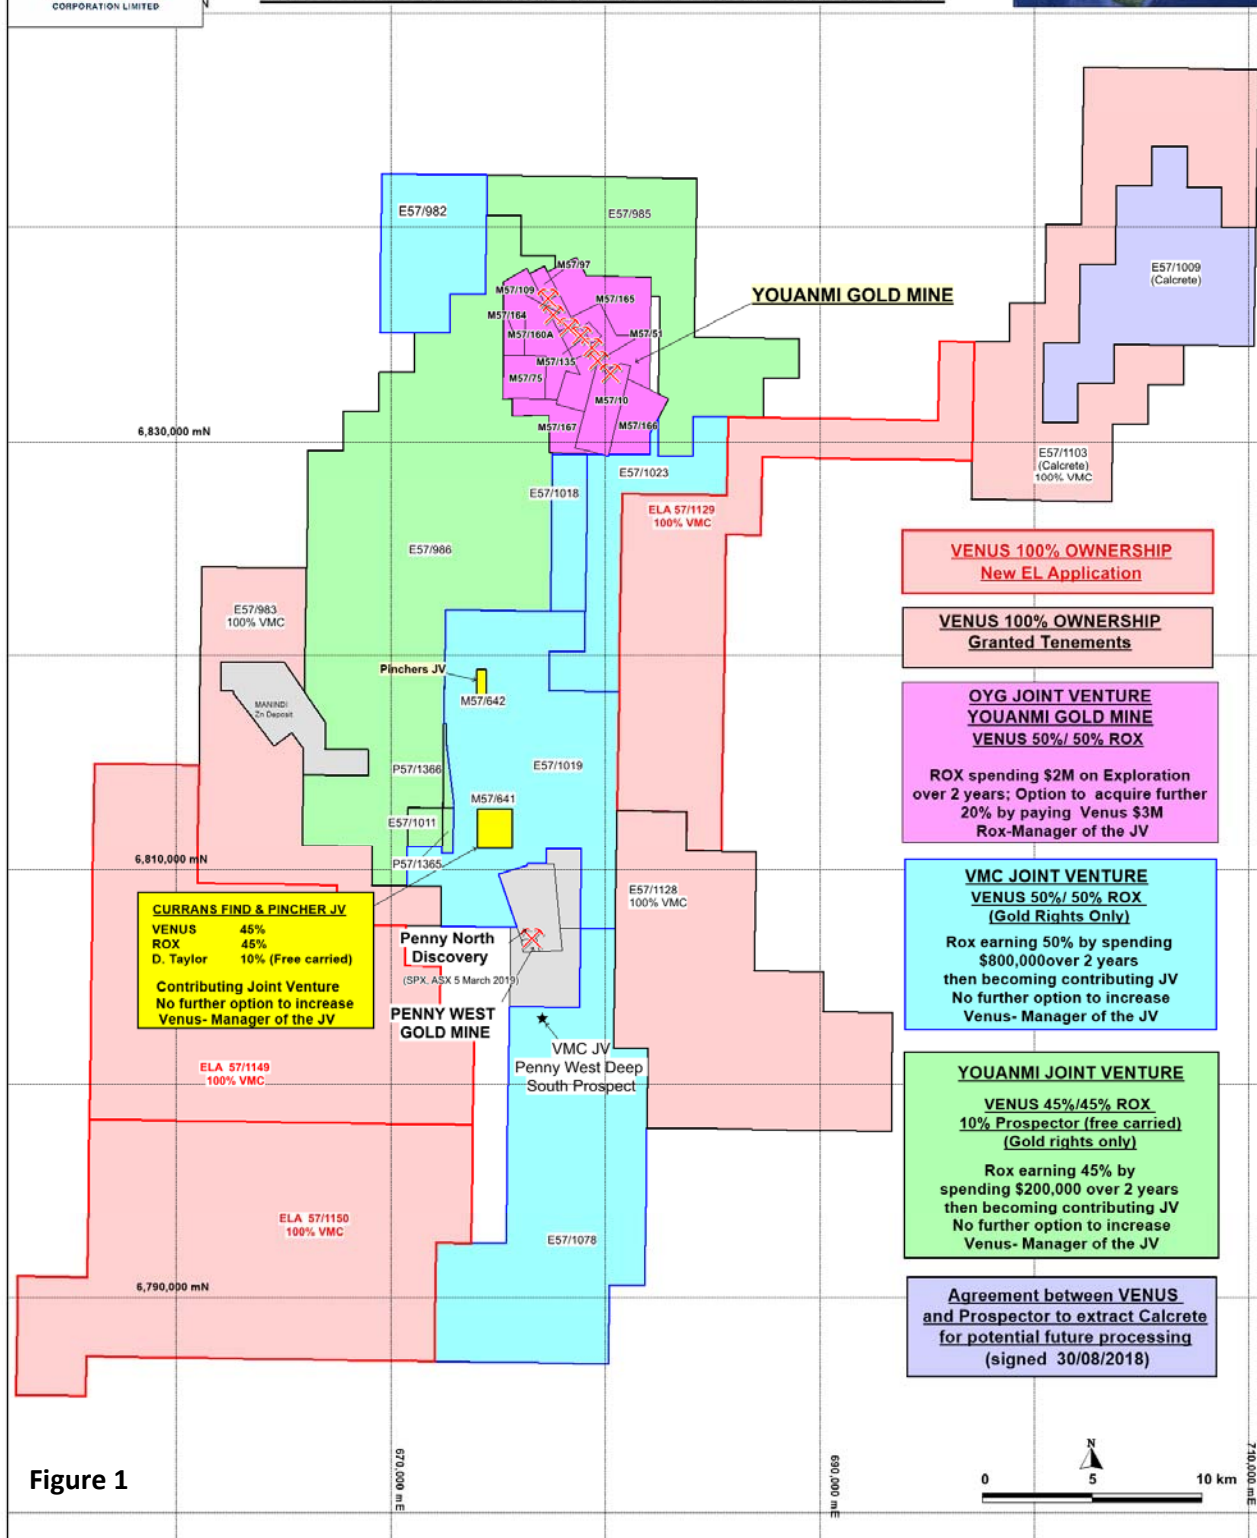 CORPORATION LIMITED
N
E57/982
E57/985
M57/97
M57/109
M57/165
M57/164
M57/160A
M57/51
M57/135
M57/75
M57/10
M57/167
M57/166
YOUANMI GOLD MINE
E57/1009
(Calcrete)
6,830,000 mN
E57/1103
(Calcrete)
100% VMC
E57/1023
E57/1018
ELA 57/1129
100% VMC
E57/986
E57/983
100% VMC
Pinchers JV
M57/642
MANINDI
Zn Deposit
P57/1366
E57/1019
M57/641
E57/1011
P57/1365
6,810,000 mN
E57/1128
100% VMC
CURRANS FIND & PINCHER JV
VENUS 45%
ROX 45%
D. Taylor 10% (Free carried)
Contributing Joint Venture
No further option to increase
Venus- Manager of the JV
Penny North
Discovery
(SPX, ASX 5 March 2019)
PENNY WEST
GOLD MINE
VMC JV
Penny West Deep
South Prospect
ELA 57/1149
100% VMC
ELA 57/1150
100% VMC
E57/1078
6,790,000 mN
VENUS 100% OWNERSHIP
New EL Application
VENUS 100% OWNERSHIP
Granted Tenements
OYG JOINT VENTURE
YOUANMI GOLD MINE
VENUS 50%/ 50% ROX
ROX spending $2M on Exploration
over 2 years; Option to acquire further
20% by paying Venus $3M
Rox-Manager of the JV
VMC JOINT VENTURE
VENUS 50%/ 50% ROX
(Gold Rights Only)
Rox earning 50% by spending
$800,000over 2 years
then becoming contributing JV
No further option to increase
Venus- Manager of the JV
YOUANMI JOINT VENTURE
VENUS 45%/45% ROX
10% Prospector (free carried)
(Gold rights only)
Rox earning 45% by
spending $200,000 over 2 years
then becoming contributing JV
No further option to increase
Venus- Manager of the JV
Agreement between VENUS
and Prospector to extract Calcrete
for potential future processing
(signed 30/08/2018)
670,000 mE
690,000 mE
710,000 mE
N
0 5 10 km
Figure 1